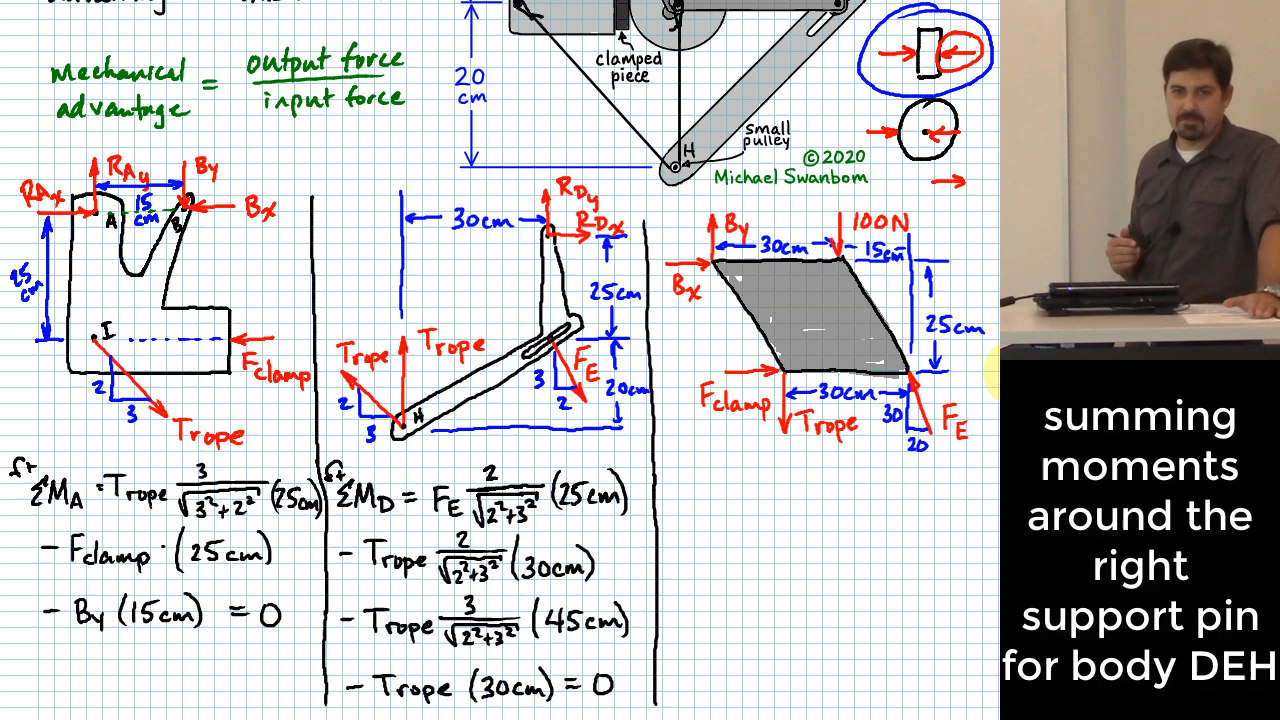 mechanical advantage = output force / input force
20 cm
clamped piece
H
small pulley
©2020
Michael Swanbom
RAx
RAy
By
15 cm
A
B
Bx
25 cm
I
Fclamp
2
3
Trope
30cm
RDy
RDx
25cm
Trope
Trope
FE
3
2
20cm
2
3
H
By
100N
30cm
15cm
Bx
25cm
Fclamp
30cm
Trope
30
20
FE
+ ΣMA = Trope 3/√(3²+2²) (25cm)
- Fclamp · (25cm)
- By (15cm) = 0
+ ΣMD = FE 2/√(2²+3²) (25cm)
- Trope 2/√(2²+3²) (30cm)
- Trope 3/√(2²+3²) (45cm)
- Trope (30cm) = 0
summing
moments
around the
right
support pin
for body DEH